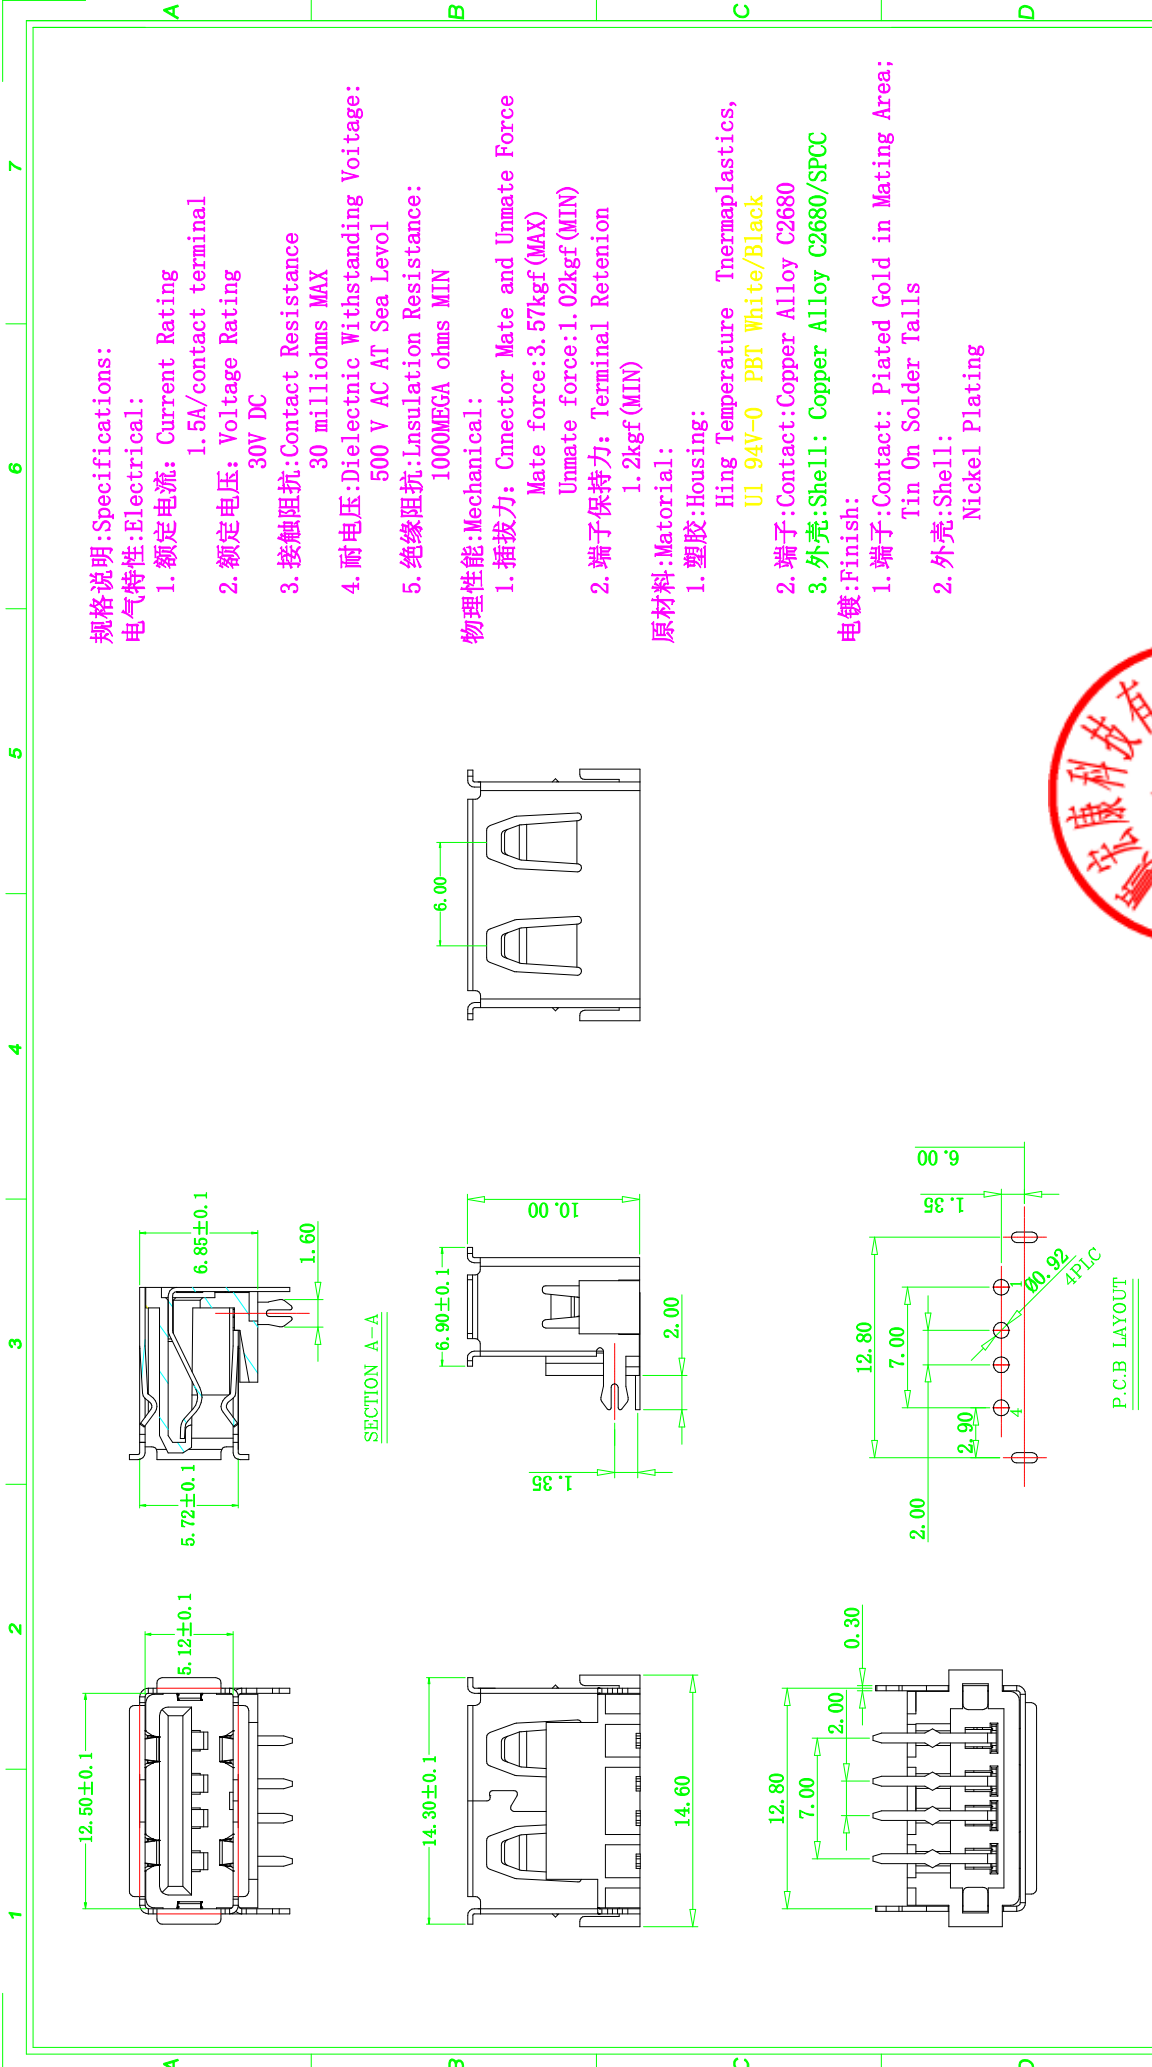 规格说明:Specifications:
电气特性:Electrical:
1. 额定电流: Current Rating
1.5A/contact terminal
2. 额定电压: Voltage Rating
30V DC
3. 接触阻抗:Contact Resistance
30 milliohms MAX
4. 耐电压:Dielectnic Withstanding Voitage:
500 V AC AT Sea Levol
5. 绝缘阻抗:Lnsulation Resistance:
1000MEGA ohms MIN
物理性能:Mechanical:
1. 插拔力: Cnnector Mate and Unmate Force
Mate force:3.57kgf(MAX)
Unmate force:1.02kgf(MIN)
2. 端子保持力: Terminal Retenion
1.2kgf(MIN)
原材料:Matorial:
1. 塑胶:Housing:
Hing Temperature Tnermaplastics,
U1 94V-0 PBT White/Black
2. 端子:Contact:Copper Alloy C2680
3. 外壳:Shell: Copper Alloy C2680/SPCC
电镀:Finish:
1. 端子:Contact: Piated Gold in Mating Area;
Tin On Solder Talls
2. 外壳:Shell:
Nickel Plating
12.50±0.1
5.12±0.1
5.72±0.1
6.85±0.1
1.60
SECTION A-A
14.30±0.1
14.60
6.90±0.1
10.00
2.00
1.35
6.00
12.80
7.00
2.00
0.30
12.80
7.00
2.00
2.90
6.00
1.35
Ø0.92
4PLC
1
4
P.C.B LAYOUT
1
2
3
4
5
6
7
A
B
C
D
A
B
C
D
宏康科技有